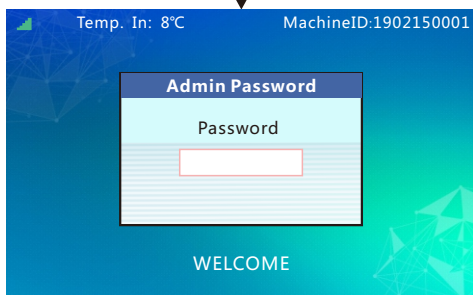 Temp. In: 8℃ MachineID:1902150001
Admin Password
Password
WELCOME